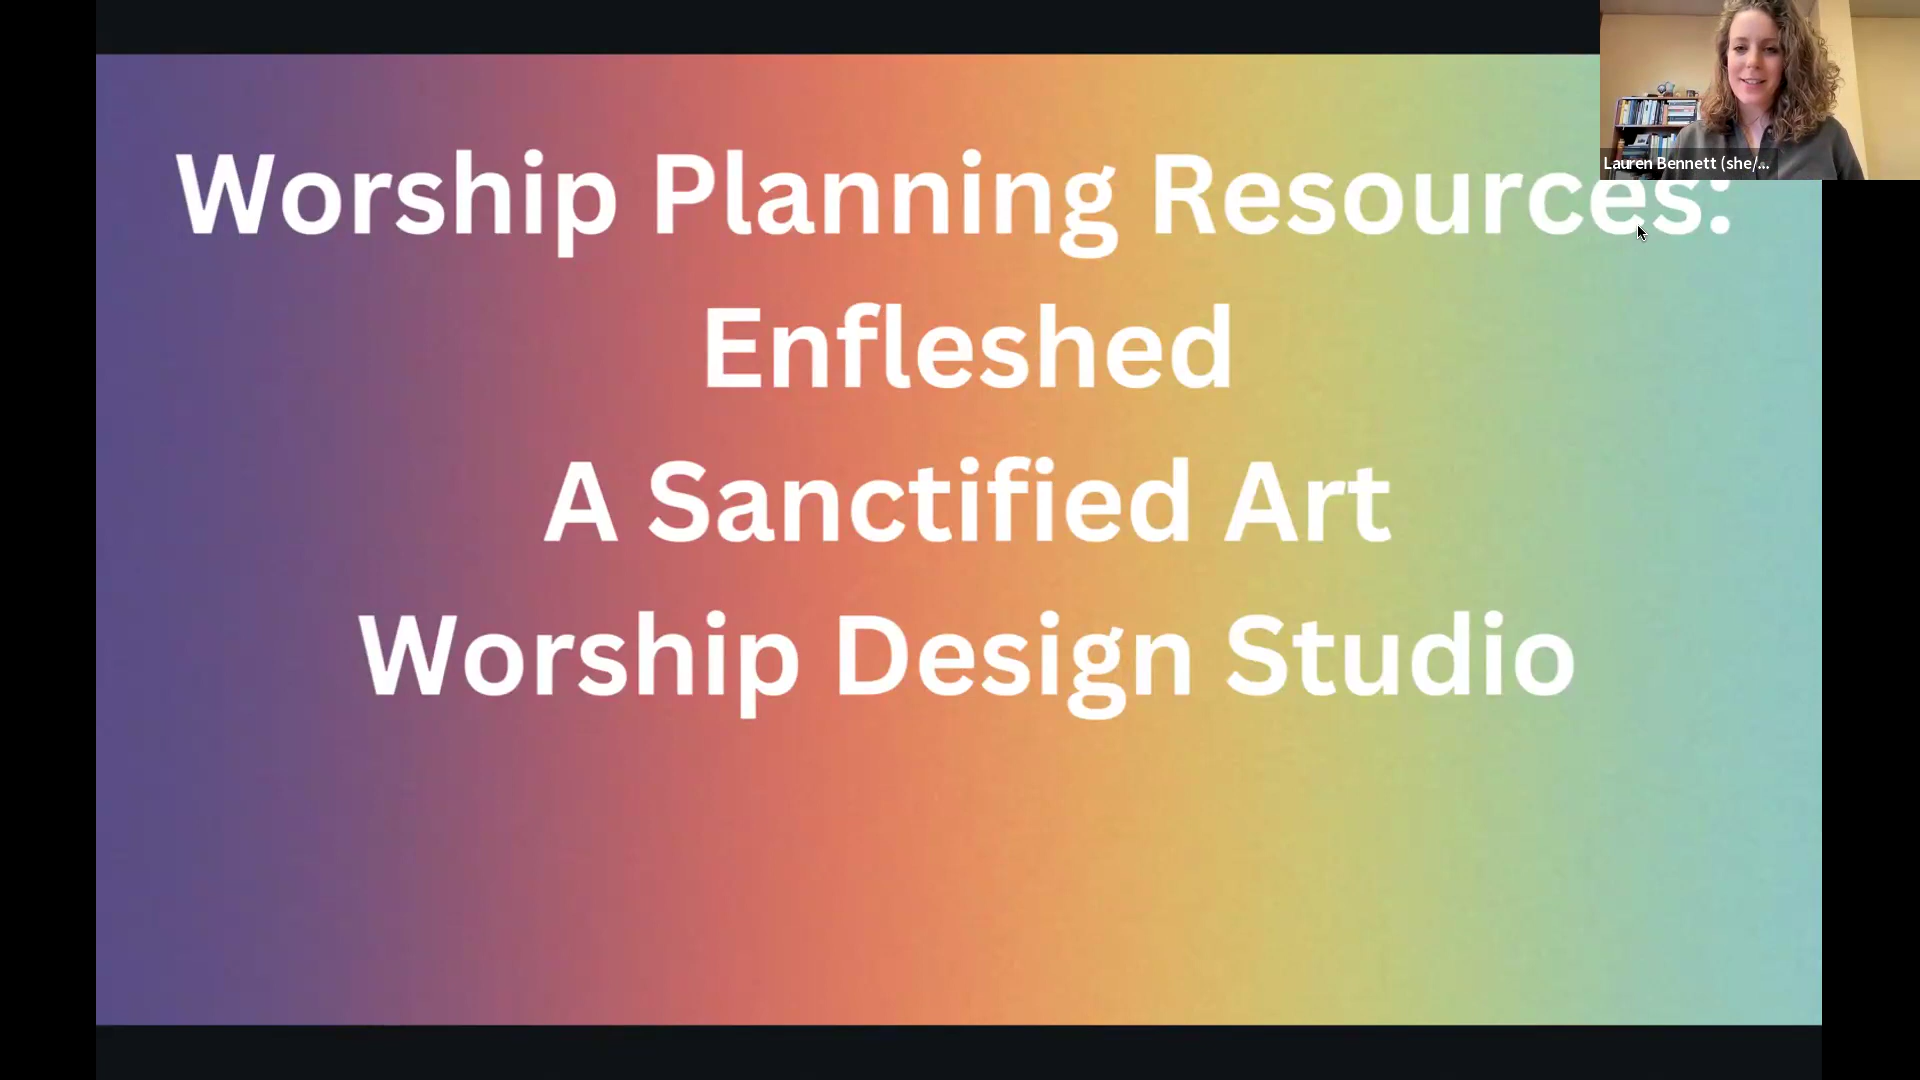 Worship Planning Resources:
Enfleshed
A Sanctified Art
Worship Design Studio
Lauren Bennett (she/...